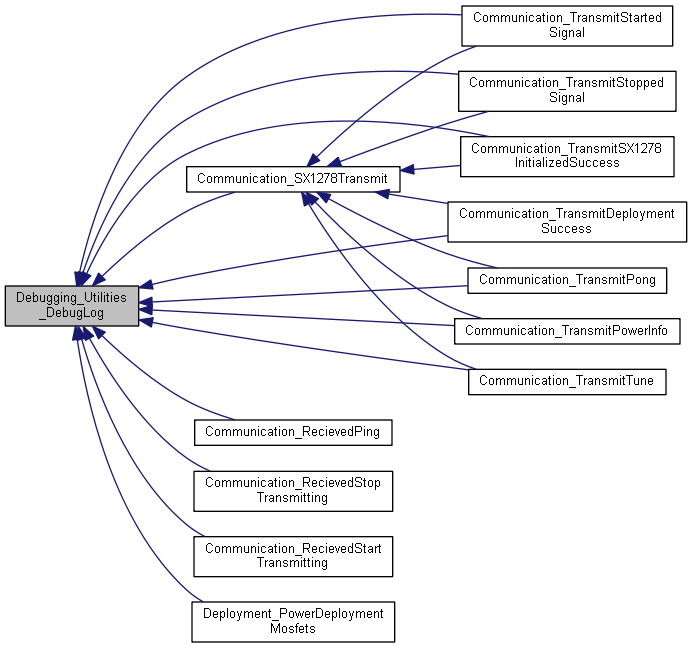 Communication_TransmitStarted
Signal
Communication_TransmitStopped
Signal
Communication_TransmitSX1278
InitializedSuccess
Communication_SX1278Transmit
Communication_TransmitDeployment
Success
Communication_TransmitPong
Debugging_Utilities
_DebugLog
Communication_TransmitPowerInfo
Communication_TransmitTune
Communication_RecievedPing
Communication_RecievedStop
Transmitting
Communication_RecievedStart
Transmitting
Deployment_PowerDeployment
Mosfets